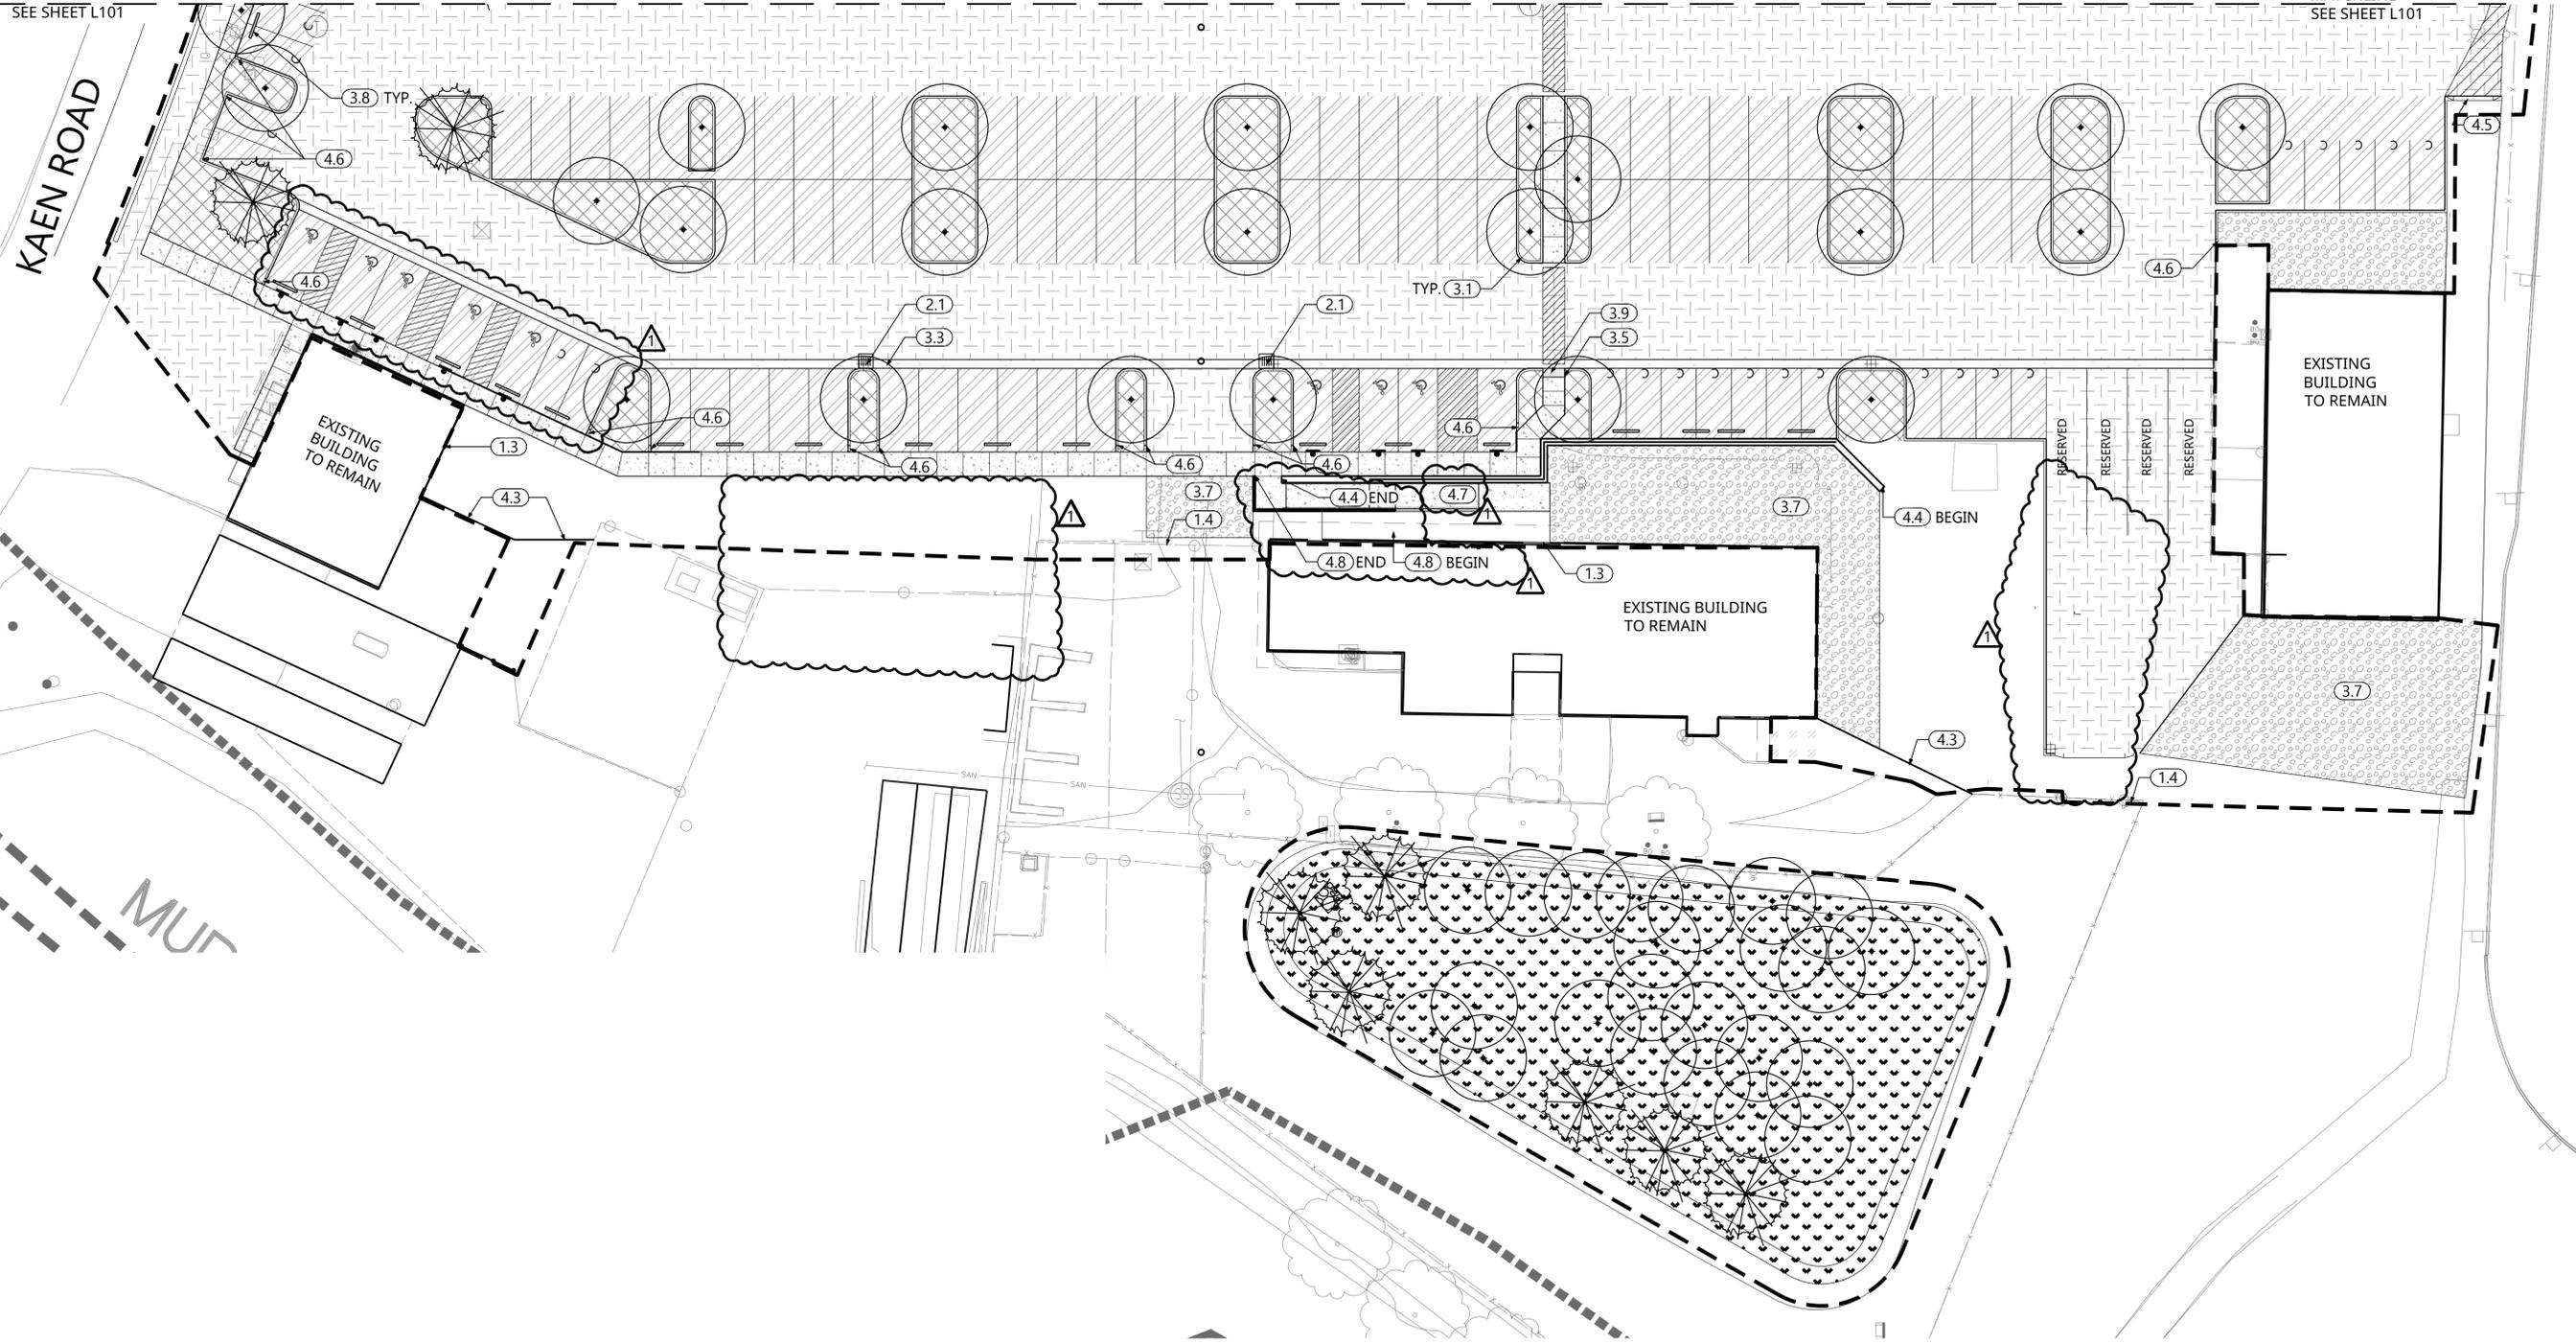 SEE SHEET L101
SEE SHEET L101
KAEN ROAD
3.8 TYP.
4.5
4.6
4.6
4.6
TYP. 3.1
2.1
2.1
3.9
3.3
3.5
1
EXISTING
BUILDING
TO REMAIN
4.6
4.6
EXISTING
BUILDING
TO REMAIN
1.3
4.6
4.6
4.6
RESERVED
RESERVED
RESERVED
RESERVED
4.3
3.7
4.4 END
4.7
3.7
1
1
1.4
4.4 BEGIN
4.8 END
4.8 BEGIN
1.3
1
EXISTING BUILDING
TO REMAIN
1
3.7
4.3
SAN
SAN
1.4
SS
MUD